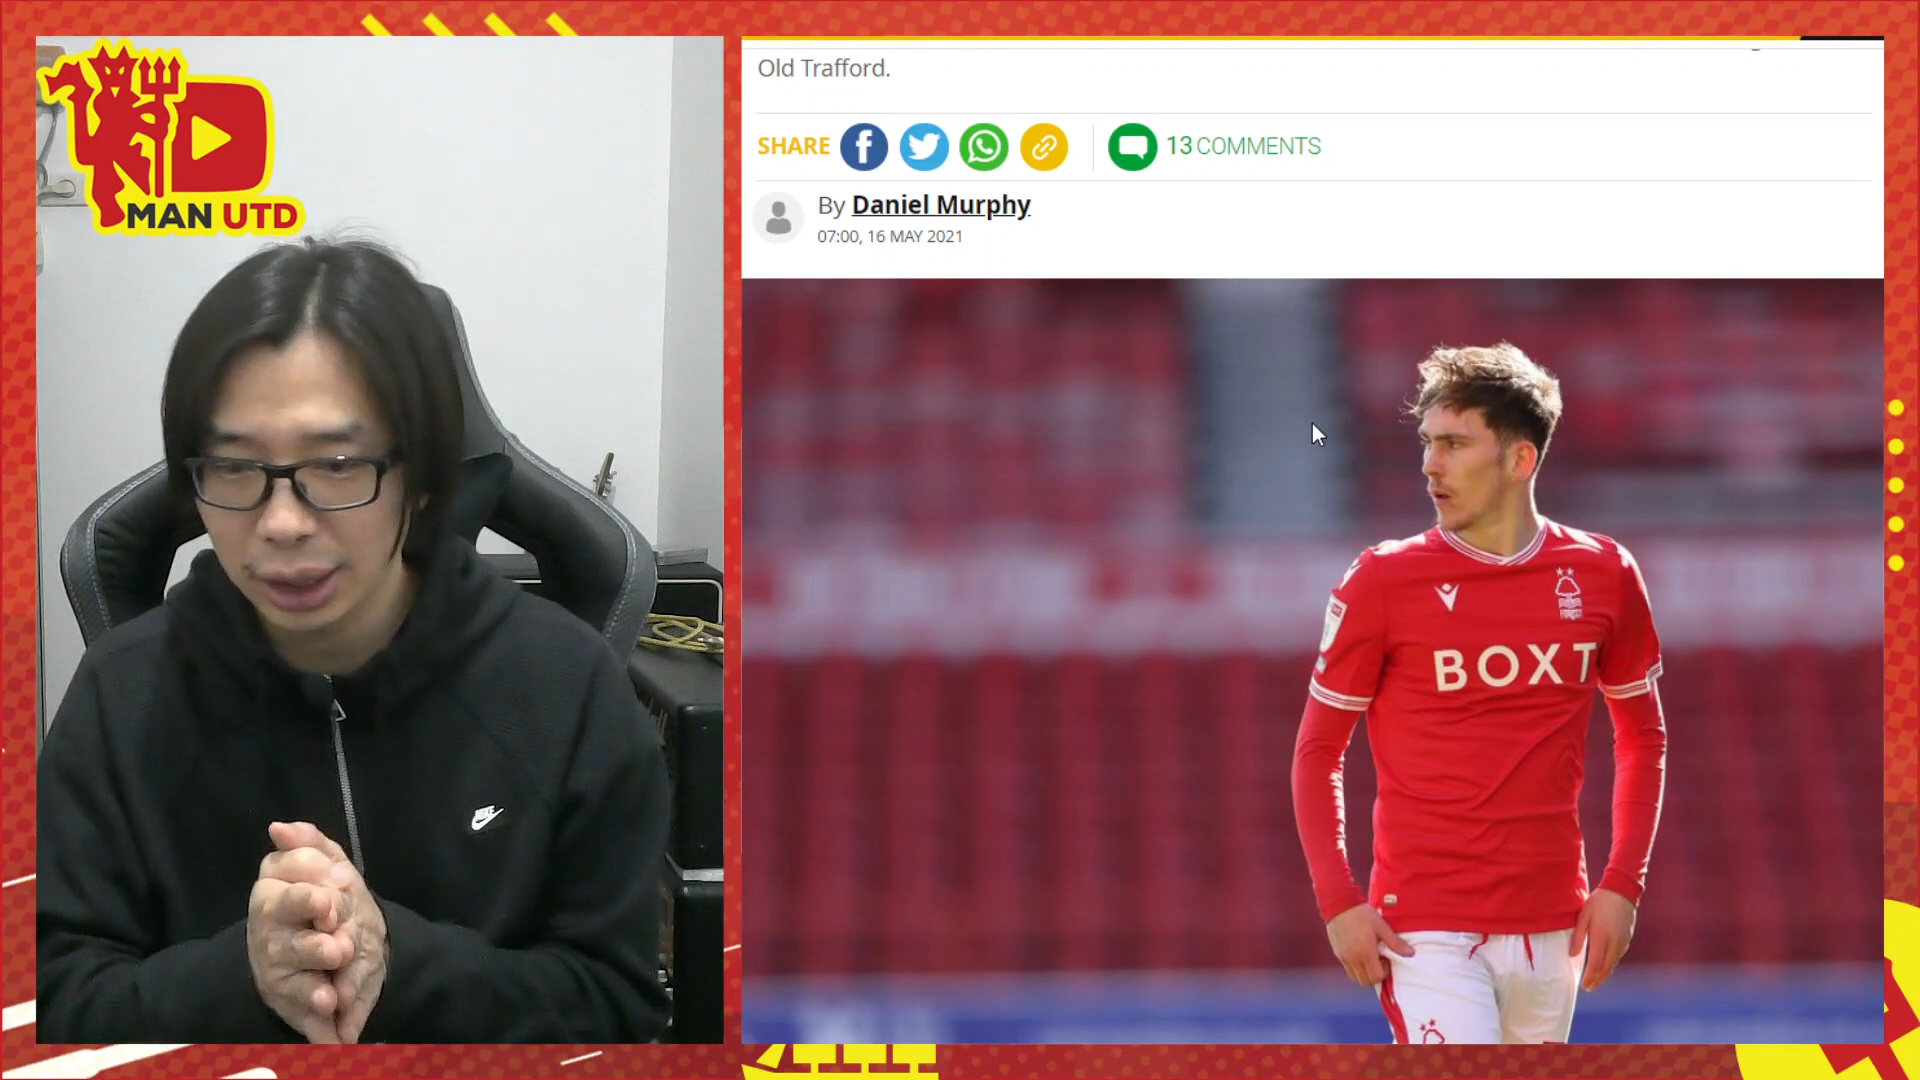 MAN UTD
Old Trafford.
SHARE
13 COMMENTS
By Daniel Murphy
07:00, 16 MAY 2021
BOXT